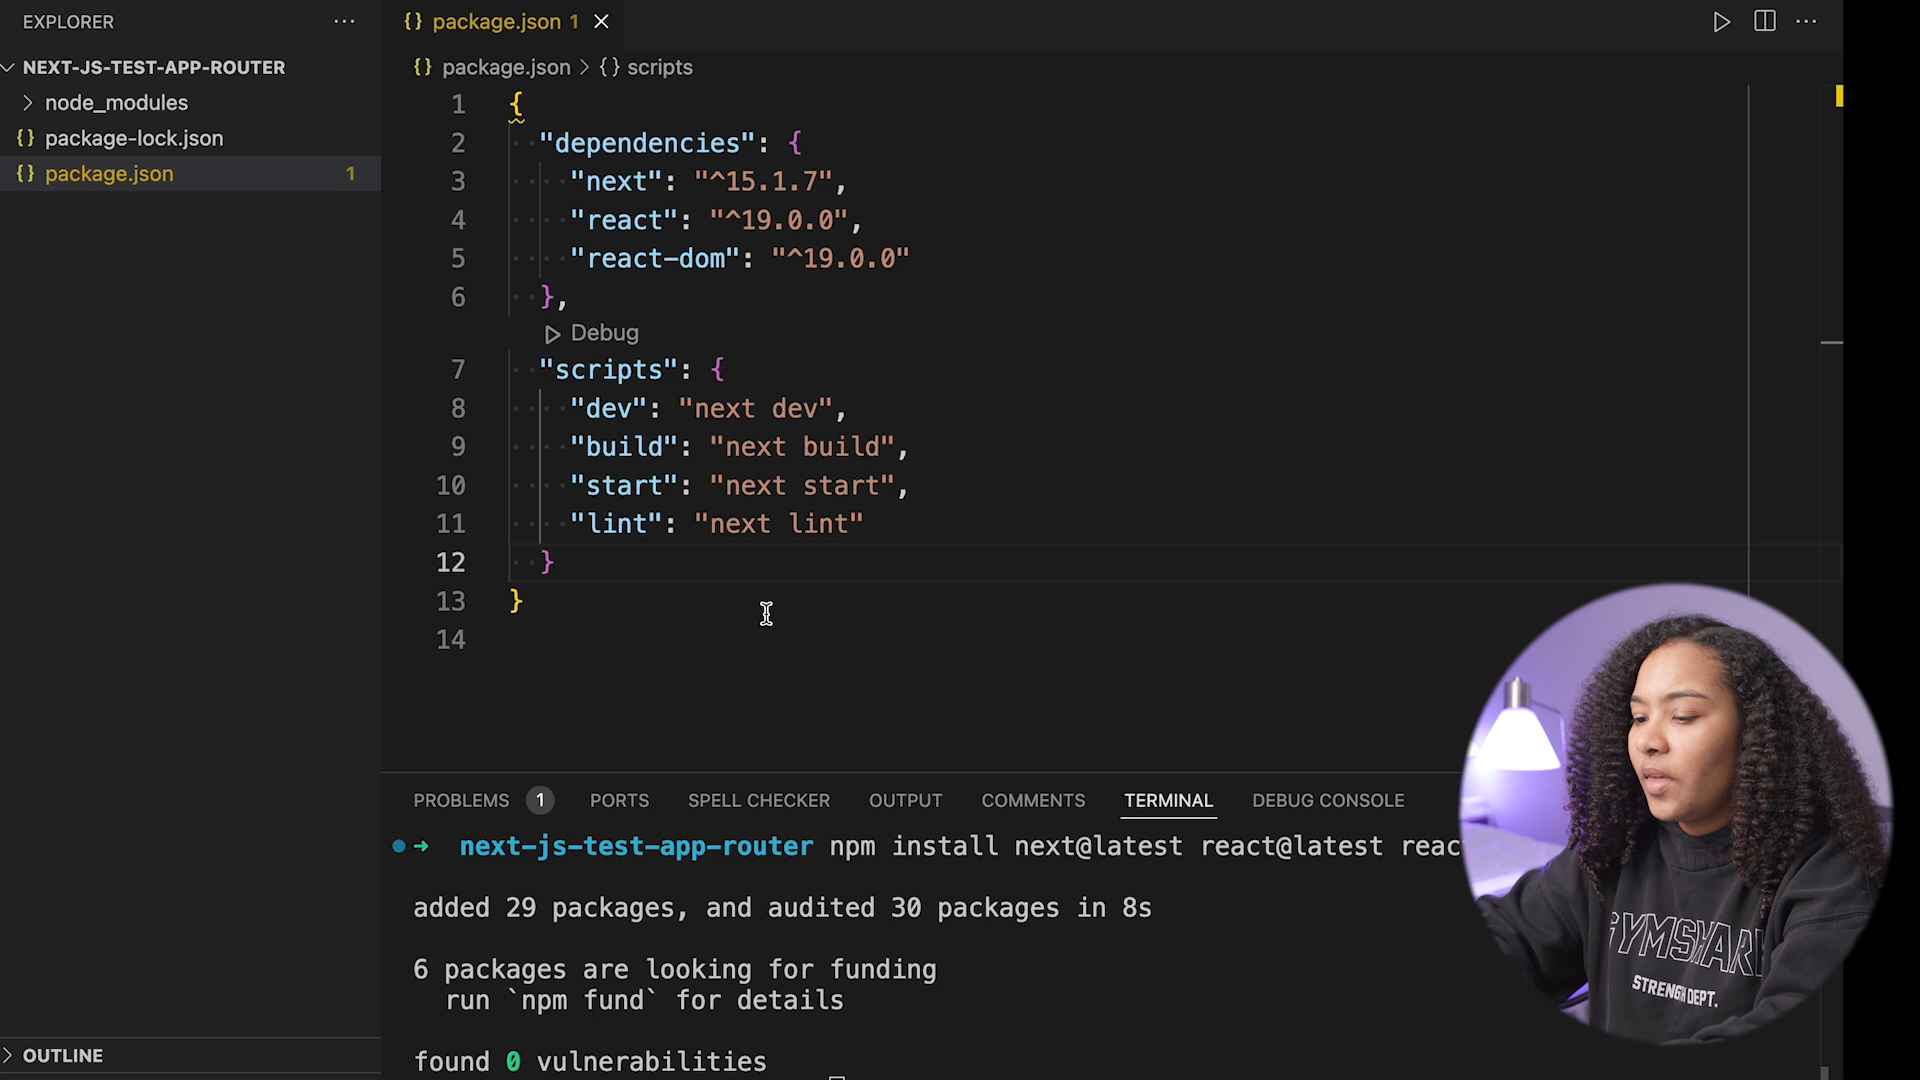 EXPLORER
NEXT-JS-TEST-APP-ROUTER
node_modules
{} package-lock.json
{} package.json 1
OUTLINE
{} package.json 1
{} package.json > {} scripts
1 {
2 "dependencies": {
3 "next": "^15.1.7",
4 "react": "^19.0.0",
5 "react-dom": "^19.0.0"
6 },
Debug
7 "scripts": {
8 "dev": "next dev",
9 "build": "next build",
10 "start": "next start",
11 "lint": "next lint"
12 }
13 }
14
PROBLEMS 1 PORTS SPELL CHECKER OUTPUT COMMENTS TERMINAL DEBUG CONSOLE
next-js-test-app-router npm install next@latest react@latest reac
added 29 packages, and audited 30 packages in 8s
6 packages are looking for funding
run `npm fund` for details
found 0 vulnerabilities
GYMSHARK
STRENGTH DEPT.